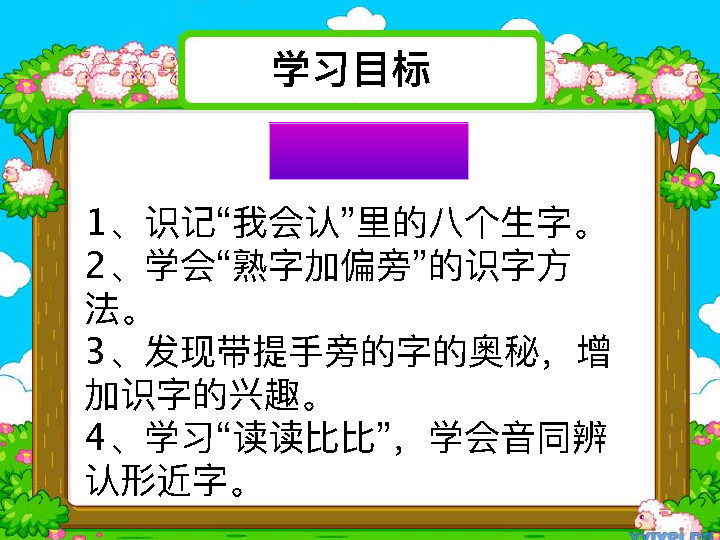 学习目标
1、识记“我会认”里的八个生字。
2、学会“熟字加偏旁”的识字方
法。
3、发现带提手旁的字的奥秘，增
加识字的兴趣。
4、学习“读读比比”，学会音同辨
认形近字。